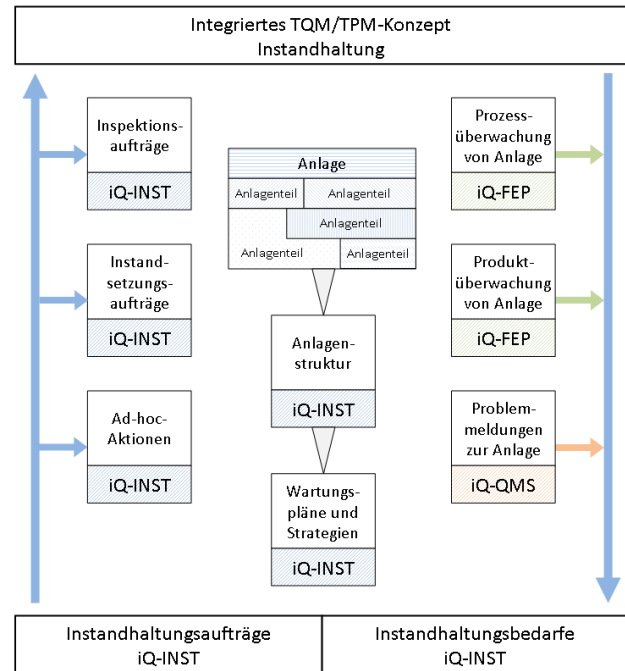 Integriertes TQM/TPM-Konzept
Instandhaltung
Inspektions-
aufträge
iQ-INST
Instand-
setzungs-
aufträge
iQ-INST
Ad-hoc-
Aktionen
iQ-INST
Anlage
Anlagenteil
Anlagenteil
Anlagenteil
Anlagenteil
Anlagenteil
Anlagen-
struktur
iQ-INST
Wartungs-
pläne und
Strategien
iQ-INST
Prozess-
überwachung
von Anlage
iQ-FEP
Produkt-
überwachung
von Anlage
iQ-FEP
Problem-
meldungen
zur Anlage
iQ-QMS
Instandhaltungsaufträge
iQ-INST
Instandhaltungsbedarfe
iQ-INST